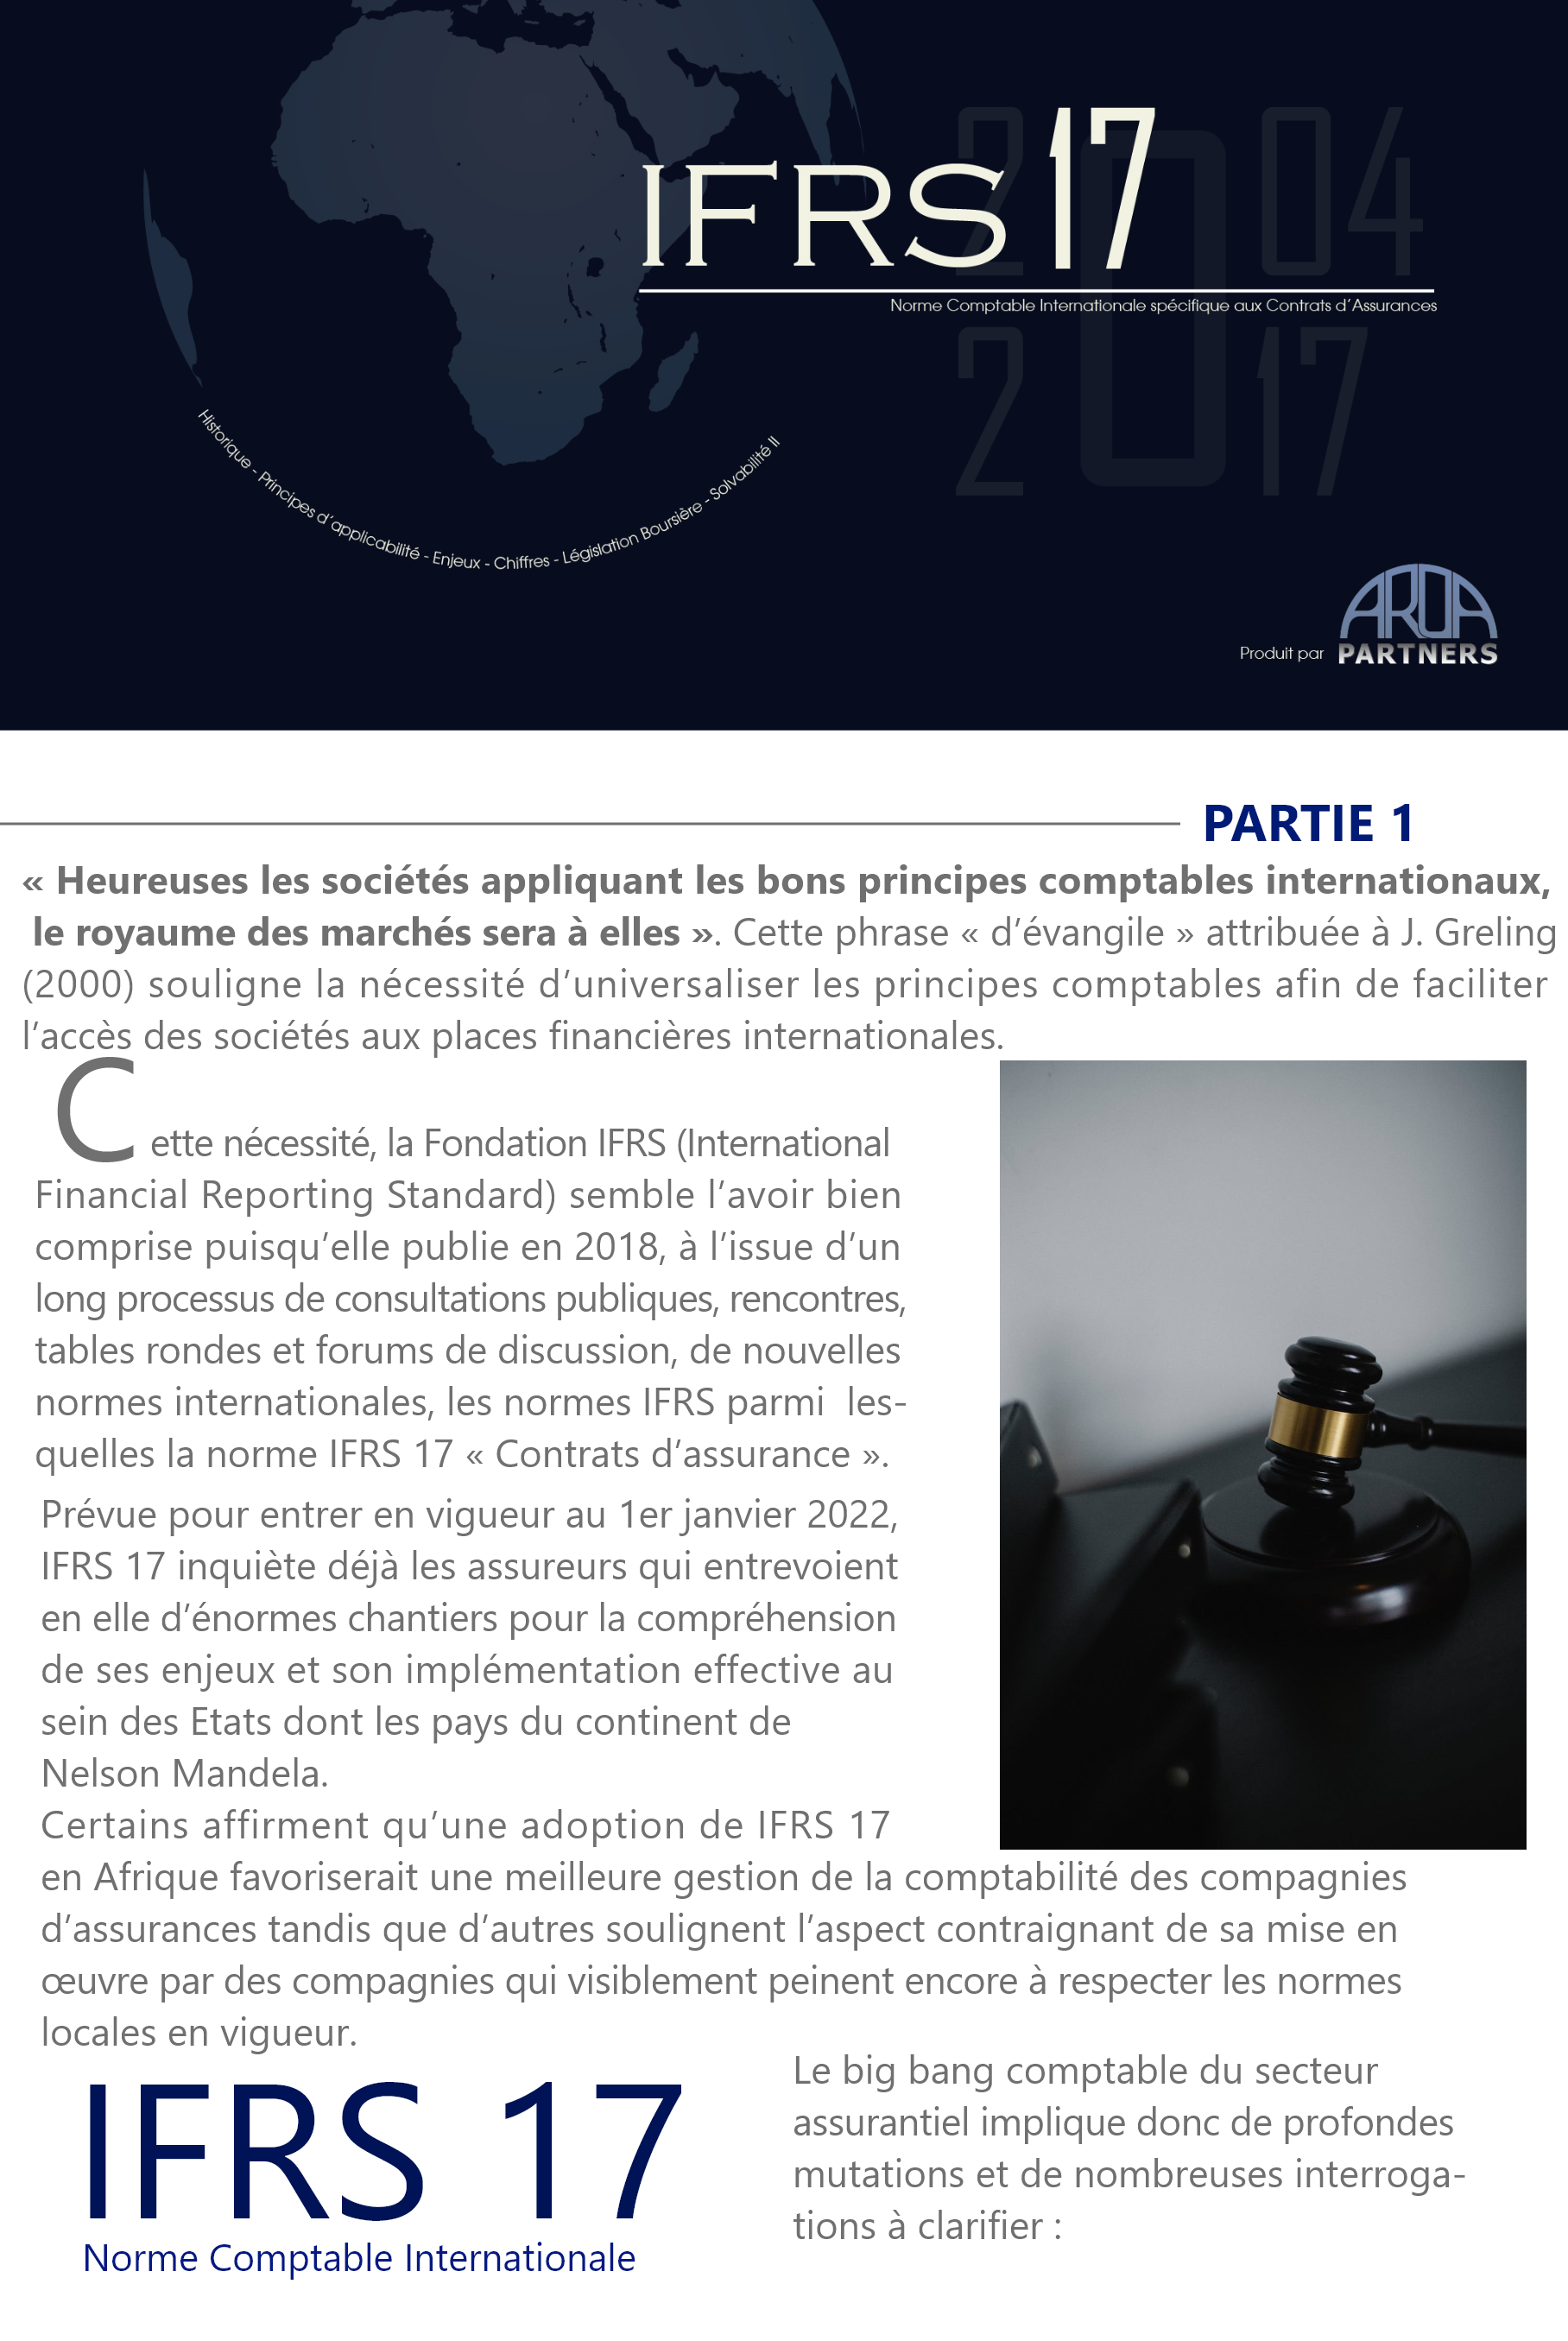 2 04
IFRS 17
0
Norme Comptable Internationale spécifique aux Contrats d’Assurances
2 17
Historique - Principes d’applicabilité - Enjeux - Chiffres - Législation Boursière - Solvabilité II
Produit par
AROA
PARTNERS
PARTIE 1
« Heureuses les sociétés appliquant les bons principes comptables internationaux,
le royaume des marchés sera à elles ». Cette phrase « d’évangile » attribuée à J. Greling
(2000) souligne la nécessité d’universaliser les principes comptables afin de faciliter
l’accès des sociétés aux places financières internationales.
Cette nécessité, la Fondation IFRS (International
Financial Reporting Standard) semble l’avoir bien
comprise puisqu’elle publie en 2018, à l’issue d’un
long processus de consultations publiques, rencontres,
tables rondes et forums de discussion, de nouvelles
normes internationales, les normes IFRS parmi les-
quelles la norme IFRS 17 « Contrats d’assurance ».
Prévue pour entrer en vigueur au 1er janvier 2022,
IFRS 17 inquiète déjà les assureurs qui entrevoient
en elle d’énormes chantiers pour la compréhension
de ses enjeux et son implémentation effective au
sein des Etats dont les pays du continent de
Nelson Mandela.
Certains affirment qu’une adoption de IFRS 17
en Afrique favoriserait une meilleure gestion de la comptabilité des compagnies
d’assurances tandis que d’autres soulignent l’aspect contraignant de sa mise en
œuvre par des compagnies qui visiblement peinent encore à respecter les normes
locales en vigueur.
IFRS 17
Norme Comptable Internationale
Le big bang comptable du secteur
assurantiel implique donc de profondes
mutations et de nombreuses interroga-
tions à clarifier :